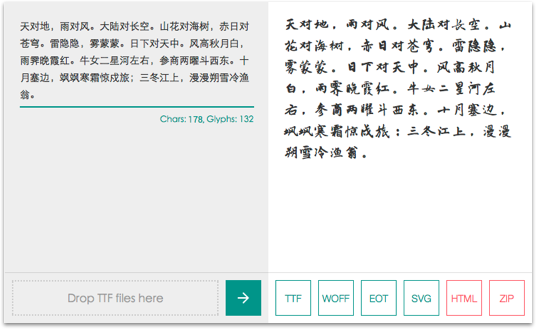 天对地，雨对风。大陆对长空。山花对海树，赤日对
苍穹。雷隐隐，雾蒙蒙。日下对天中。风高秋月白，
雨霁晚霞红。牛女二星河左右，参商两曜斗西东。十
月塞边，飒飒寒霜惊戍旅；三冬江上，漫漫朔雪冷渔
翁。
Chars: 178, Glyphs: 132
Drop TTF files here
天对地，雨对风。大陆对长空。山
花对海树，赤日对苍穹。雷隐隐，
雾蒙蒙。日下对天中。风高秋月
白，雨霁晚霞红。牛女二星河左
右，参商两曜斗西东。十月塞边，
飒飒寒霜惊戍旅；三冬江上，漫漫
朔雪冷渔翁。
TTF WOFF EOT SVG HTML ZIP